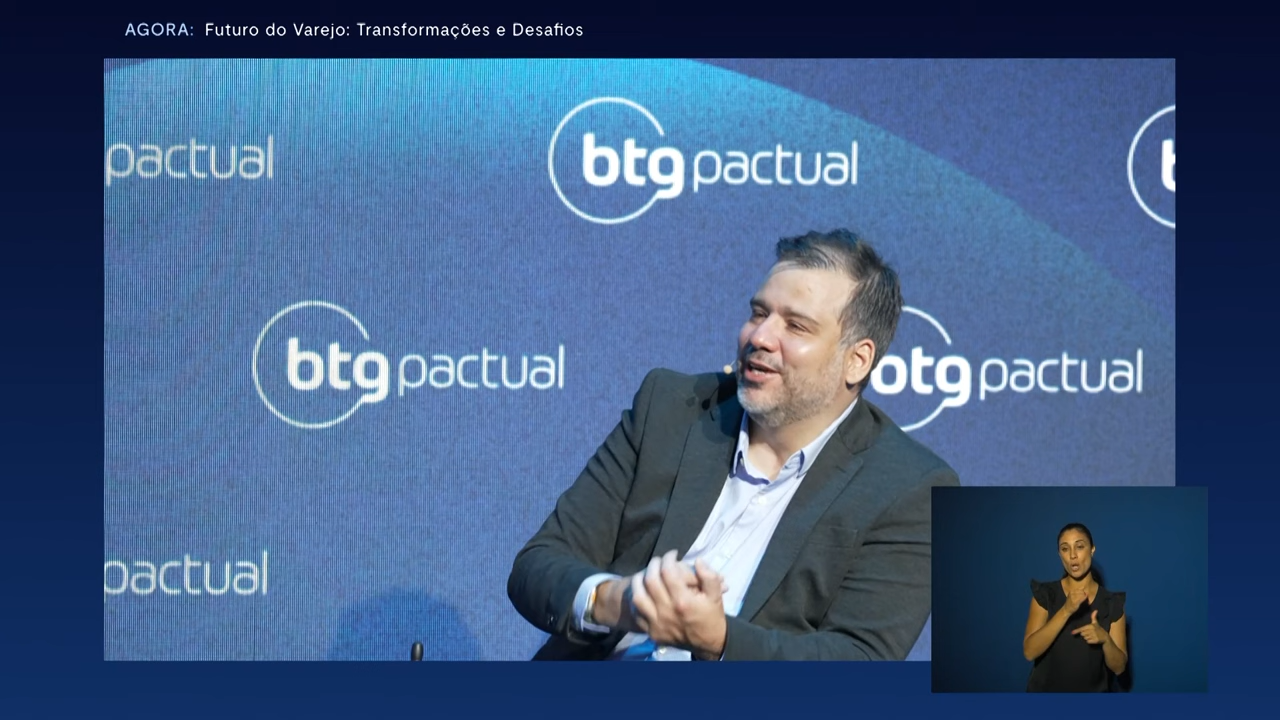 AGORA: Futuro do Varejo: Transformações e Desafios
pactual
btg pactual
btg pactual
btg pactual
pactual